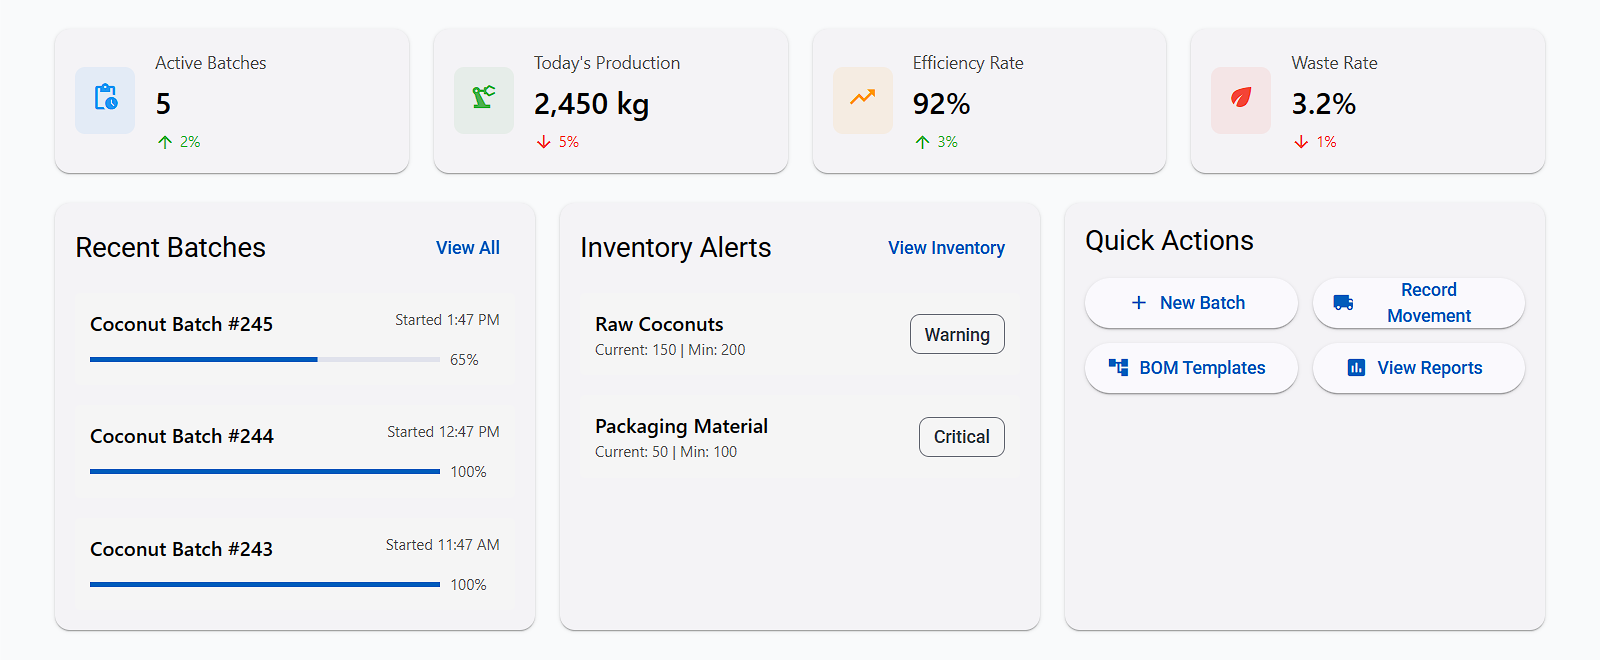 Active Batches
5
2%
Today's Production
2,450 kg
5%
Efficiency Rate
92%
3%
Waste Rate
3.2%
1%
Recent Batches
View All
Coconut Batch #245
Started 1:47 PM
65%
Coconut Batch #244
Started 12:47 PM
100%
Coconut Batch #243
Started 11:47 AM
100%
Inventory Alerts
View Inventory
Raw Coconuts
Current: 150 | Min: 200
Warning
Packaging Material
Current: 50 | Min: 100
Critical
Quick Actions
New Batch
Record
Movement
BOM Templates
View Reports